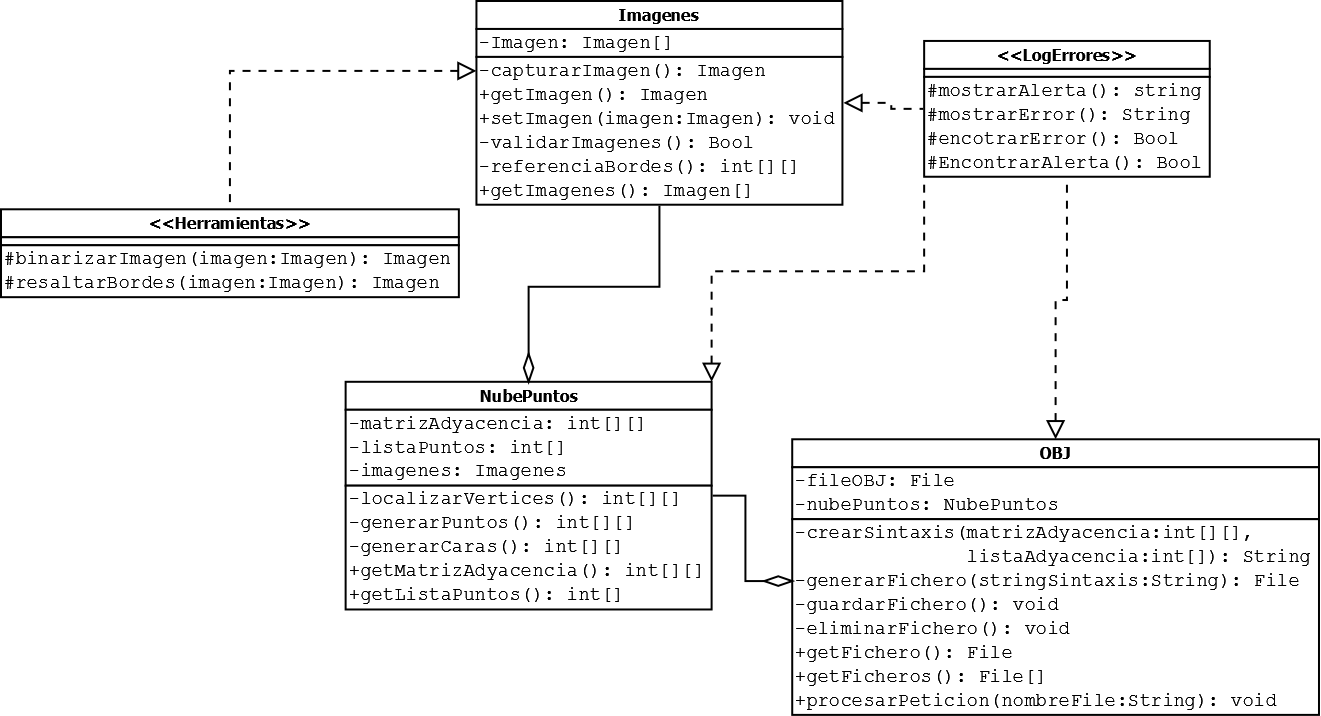 Imagenes
-Imagen: Imagen[]
-capturarImagen(): Imagen
+getImagen(): Imagen
+setImagen(imagen:Imagen): void
-validarImagenes(): Bool
-referenciaBordes(): int[][]
+getImagenes(): Imagen[]
<<LogErrores>>
#mostrarAlerta(): string
#mostrarError(): String
#encotrarError(): Bool
#EncontrarAlerta(): Bool
<<Herramientas>>
#binarizarImagen(imagen:Imagen): Imagen
#resaltarBordes(imagen:Imagen): Imagen
NubePuntos
-matrizAdyacencia: int[][]
-listaPuntos: int[]
-imagenes: Imagenes
-localizarVertices(): int[][]
-generarPuntos(): int[][]
-generarCaras(): int[][]
+getMatrizAdyacencia(): int[][]
+getListaPuntos(): int[]
OBJ
-fileOBJ: File
-nubePuntos: NubePuntos
-crearSintaxis(matrizAdyacencia:int[][],
listaAdyacencia:int[]): String
-generarFichero(stringSintaxis:String): File
-guardarFichero(): void
-eliminarFichero(): void
+getFichero(): File
+getFicheros(): File[]
+procesarPeticion(nombreFile:String): void